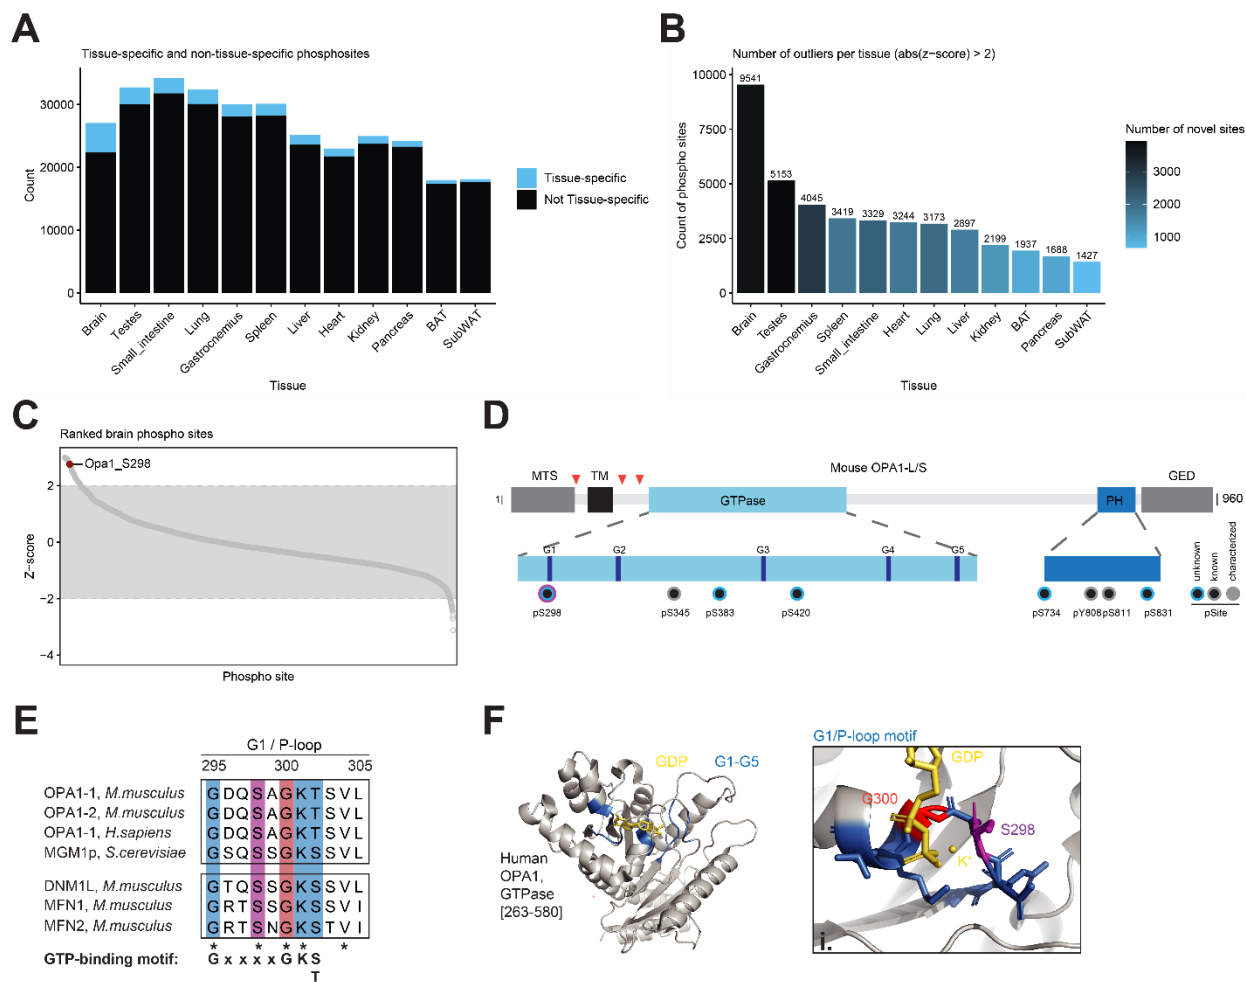 A
Tissue-specific and non-tissue-specific phosphosites
Count
30000
20000
10000
0
Brain
Testes
Small_intestine
Lung
Gastrocnemius
Spleen
Liver
Heart
Kidney
Pancreas
BAT
SubWAT
Tissue
Tissue-specific
Not Tissue-specific
B
Number of outliers per tissue (abs(z−score) > 2)
Count of phospho sites
10000
7500
5000
2500
0
9541
5153
4045
3419
3329
3244
3173
2897
2199
1937
1688
1427
Brain
Testes
Gastrocnemius
Spleen
Small_intestine
Heart
Lung
Liver
Kidney
BAT
Pancreas
SubWAT
Tissue
Number of novel sites
3000
2000
1000
C
Ranked brain phospho sites
Opa1_S298
Z−score
2
0
−2
−4
Phospho site
D
Mouse OPA1-L/S
MTS
TM
GED
1|
GTPase
PH
| 960
G1
G2
G3
G4
G5
pS298
pS345
pS383
pS420
pS734
pY808
pS811
pS831
unknown
known
characterized
pSite
E
G1 / P-loop
295 300 305
OPA1-1, M.musculus G D Q S A G K T S V L
OPA1-2, M.musculus G D Q S A G K T S V L
OPA1-1, H.sapiens G D Q S A G K T S V L
MGM1p, S.cerevisiae G S Q S S G K S S V L
DNM1L, M.musculus G T Q S S G K S S V L
MFN1, M.musculus G R T S S G K S S V I
MFN2, M.musculus G R T S N G K S T V I
* * * * *
GTP-binding motif: G x x x x G K S
T
F
GDP
G1-G5
Human
OPA1,
GTPase
[263-580]
G1/P-loop motif
GDP
G300
S298
K⁺
i.